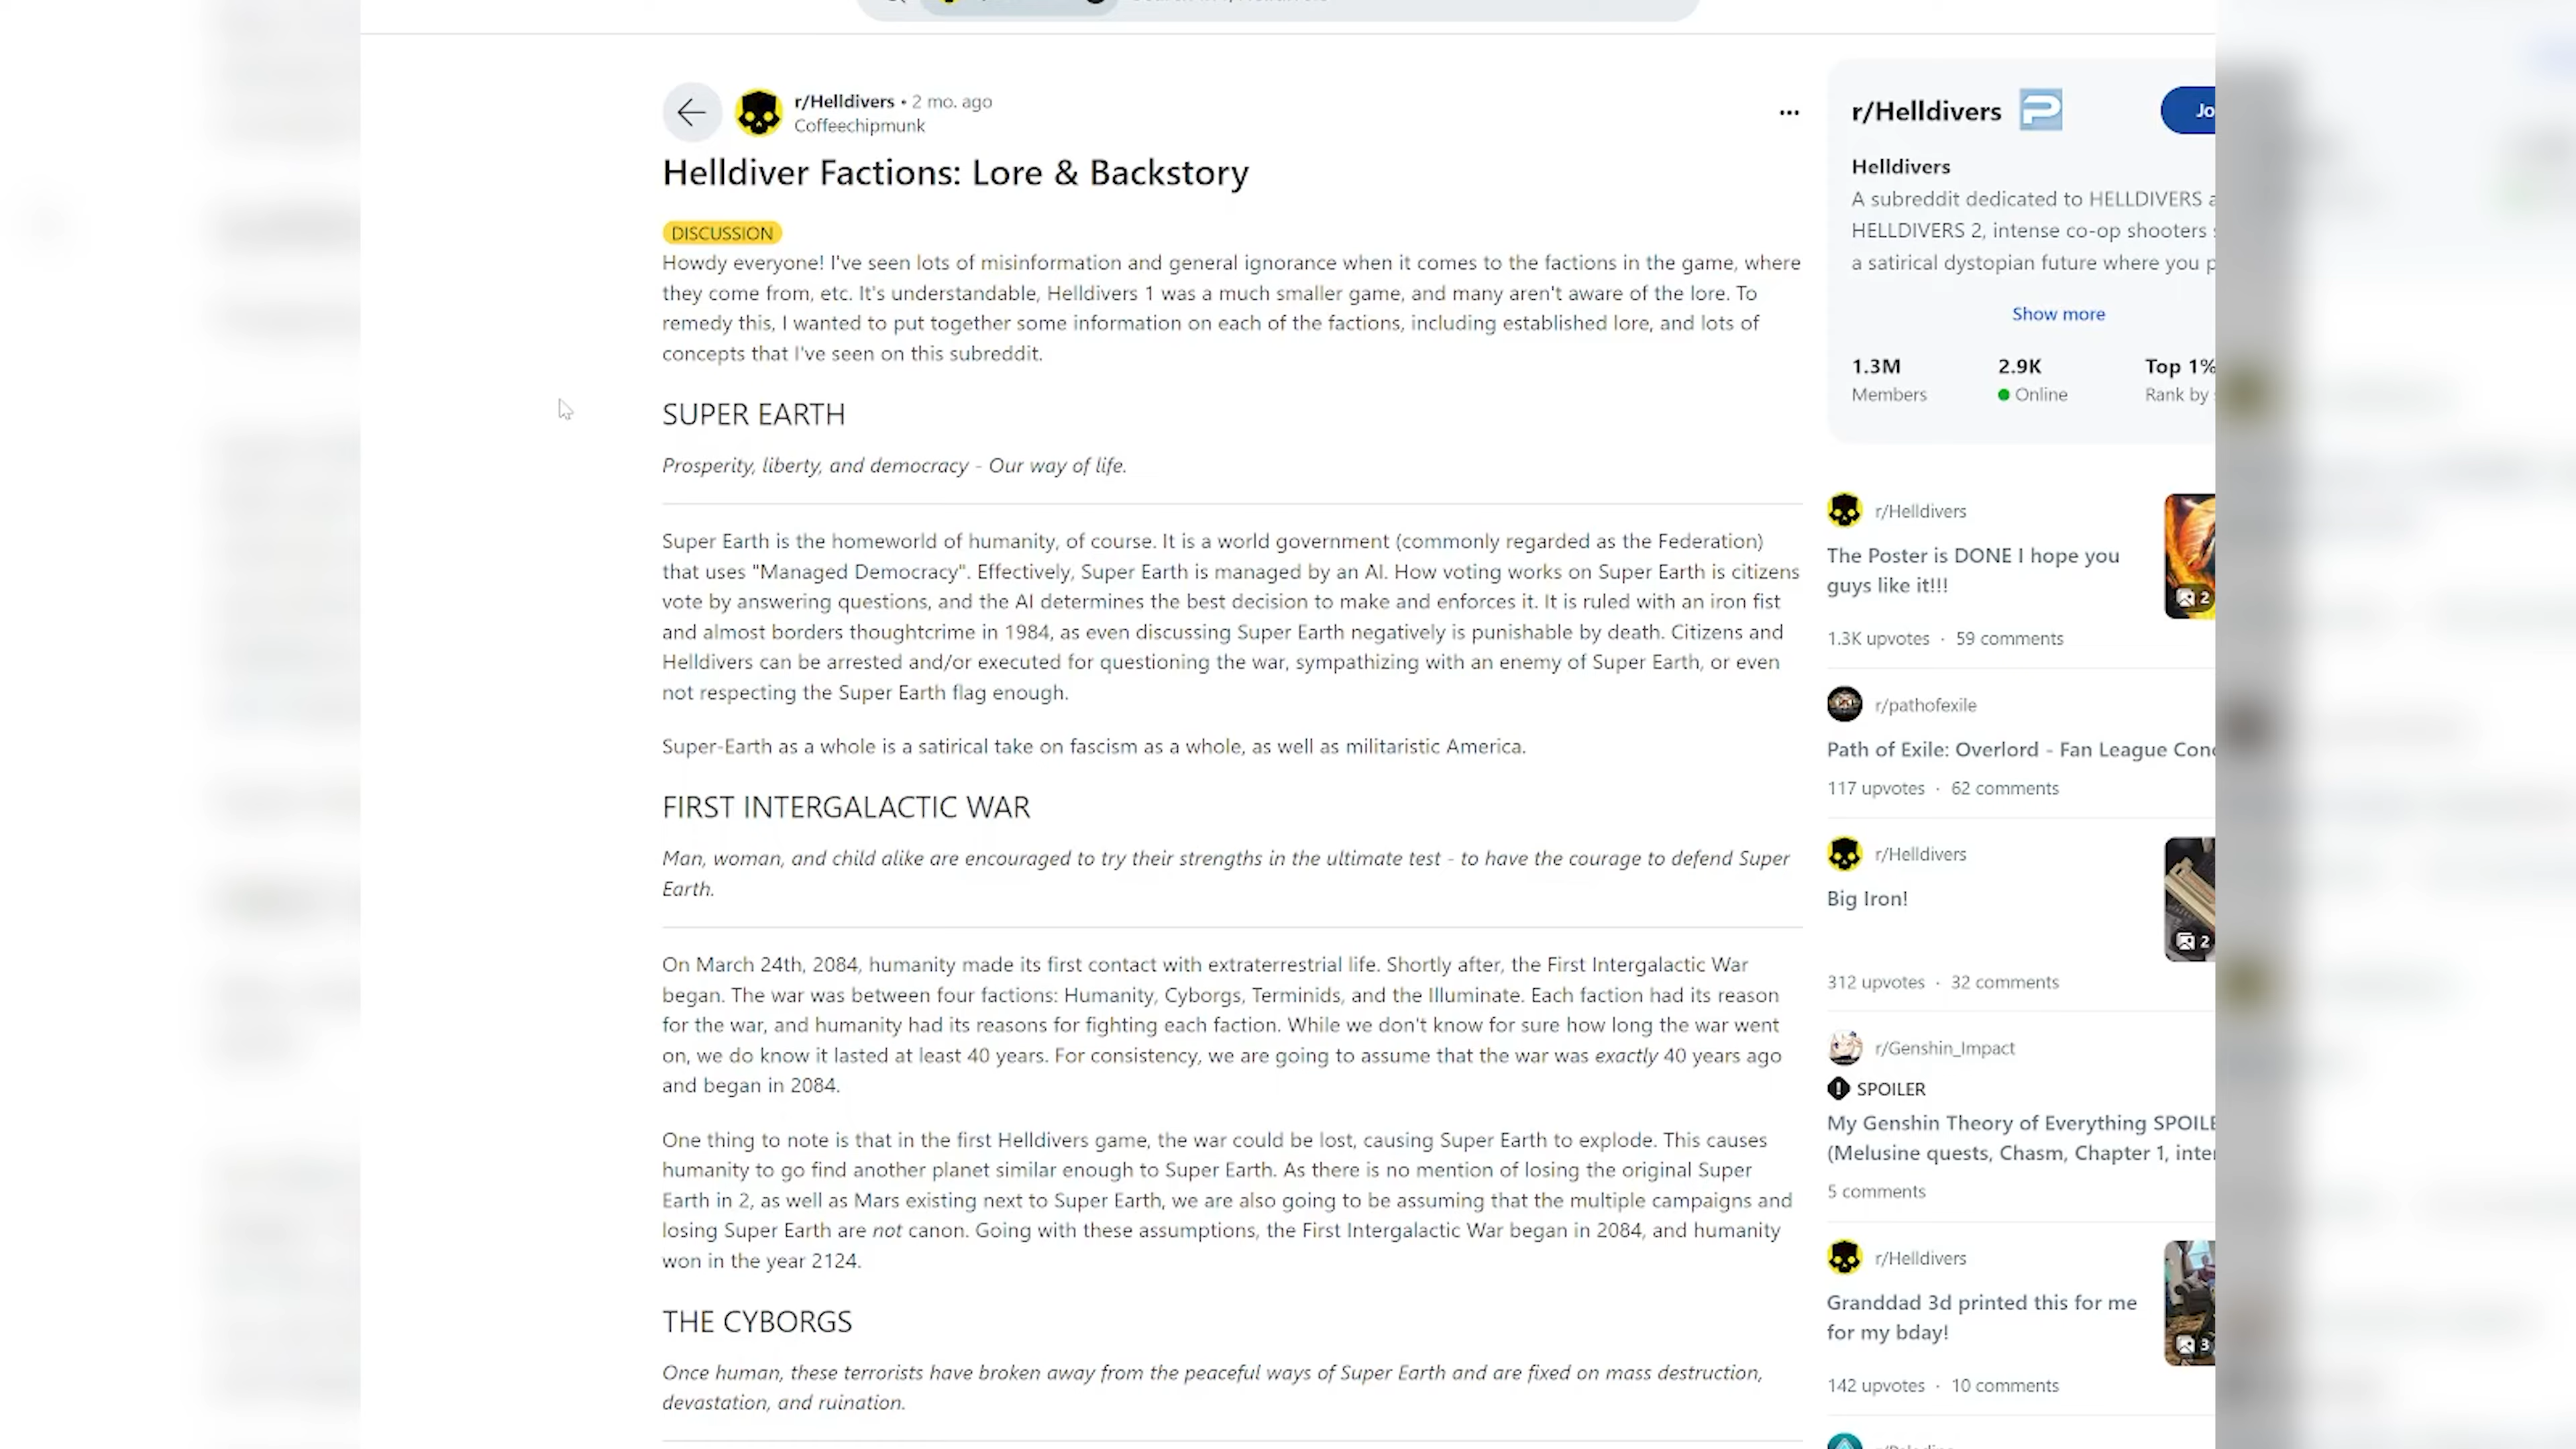 r/Helldivers • 2 mo. ago
Coffeechipmunk
Helldiver Factions: Lore & Backstory
DISCUSSION
Howdy everyone! I've seen lots of misinformation and general ignorance when it comes to the factions in the game, where
they come from, etc. It's understandable, Helldivers 1 was a much smaller game, and many aren't aware of the lore. To
remedy this, I wanted to put together some information on each of the factions, including established lore, and lots of
concepts that I've seen on this subreddit.
SUPER EARTH
Prosperity, liberty, and democracy - Our way of life.
Super Earth is the homeworld of humanity, of course. It is a world government (commonly regarded as the Federation)
that uses "Managed Democracy". Effectively, Super Earth is managed by an AI. How voting works on Super Earth is citizens
vote by answering questions, and the AI determines the best decision to make and enforces it. It is ruled with an iron fist
and almost borders thoughtcrime in 1984, as even discussing Super Earth negatively is punishable by death. Citizens and
Helldivers can be arrested and/or executed for questioning the war, sympathizing with an enemy of Super Earth, or even
not respecting the Super Earth flag enough.
Super-Earth as a whole is a satirical take on fascism as a whole, as well as militaristic America.
FIRST INTERGALACTIC WAR
Man, woman, and child alike are encouraged to try their strengths in the ultimate test - to have the courage to defend Super
Earth.
On March 24th, 2084, humanity made its first contact with extraterrestrial life. Shortly after, the First Intergalactic War
began. The war was between four factions: Humanity, Cyborgs, Terminids, and the Illuminate. Each faction had its reason
for the war, and humanity had its reasons for fighting each faction. While we don't know for sure how long the war went
on, we do know it lasted at least 40 years. For consistency, we are going to assume that the war was exactly 40 years ago
and began in 2084.
One thing to note is that in the first Helldivers game, the war could be lost, causing Super Earth to explode. This causes
humanity to go find another planet similar enough to Super Earth. As there is no mention of losing the original Super
Earth in 2, as well as Mars existing next to Super Earth, we are also going to be assuming that the multiple campaigns and
losing Super Earth are not canon. Going with these assumptions, the First Intergalactic War began in 2084, and humanity
won in the year 2124.
THE CYBORGS
Once human, these terrorists have broken away from the peaceful ways of Super Earth and are fixed on mass destruction,
devastation, and ruination.
r/Helldivers
Jo
Helldivers
A subreddit dedicated to HELLDIVERS a
HELLDIVERS 2, intense co-op shooters
a satirical dystopian future where you p
Show more
1.3M 2.9K Top 1%
Members Online Rank by
r/Helldivers
The Poster is DONE I hope you
guys like it!!!
2
1.3K upvotes · 59 comments
r/pathofexile
Path of Exile: Overlord - Fan League Con
117 upvotes · 62 comments
r/Helldivers
Big Iron!
2
312 upvotes · 32 comments
r/Genshin_Impact
SPOILER
My Genshin Theory of Everything SPOILE
(Melusine quests, Chasm, Chapter 1, inte
5 comments
r/Helldivers
Granddad 3d printed this for me
for my bday!
3
142 upvotes · 10 comments